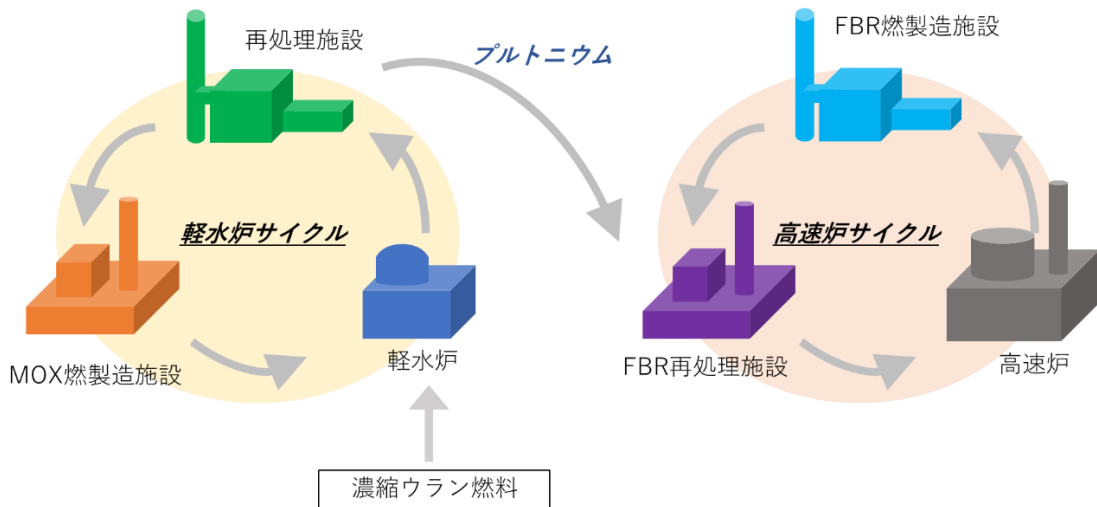 再処理施設
プルトニウム
FBR燃製造施設
軽水炉サイクル
高速炉サイクル
MOX燃製造施設
軽水炉
FBR再処理施設
高速炉
濃縮ウラン燃料